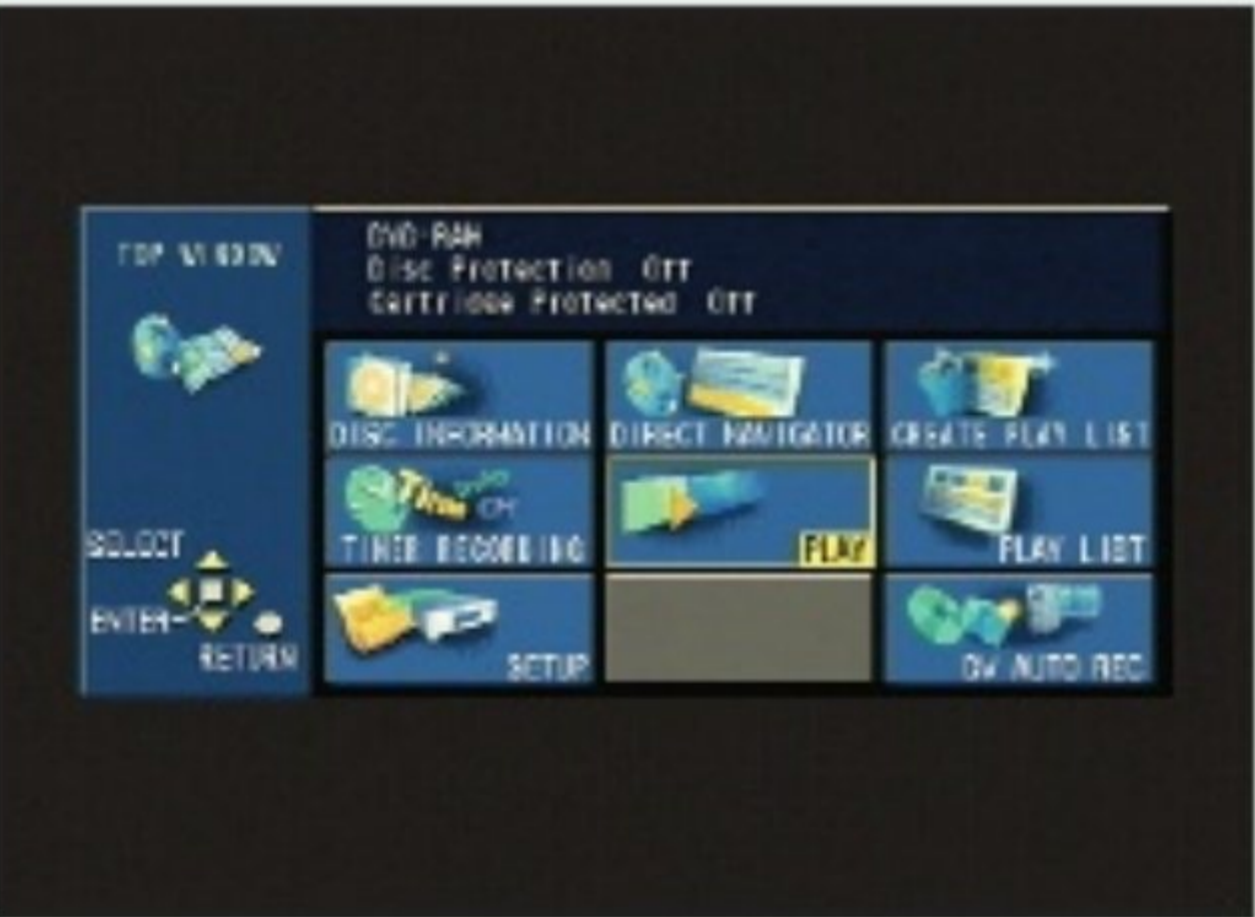 TOP WINDOW
DVD-RAM
Disc Protection Off
Cartridge Protected Off
DISC INFORMATION
DIRECT NAVIGATOR
CREATE PLAY LIST
TIMER RECORDING
PLAY
PLAY LIST
SELECT
ENTER
RETURN
SETUP
DV AUTO REC